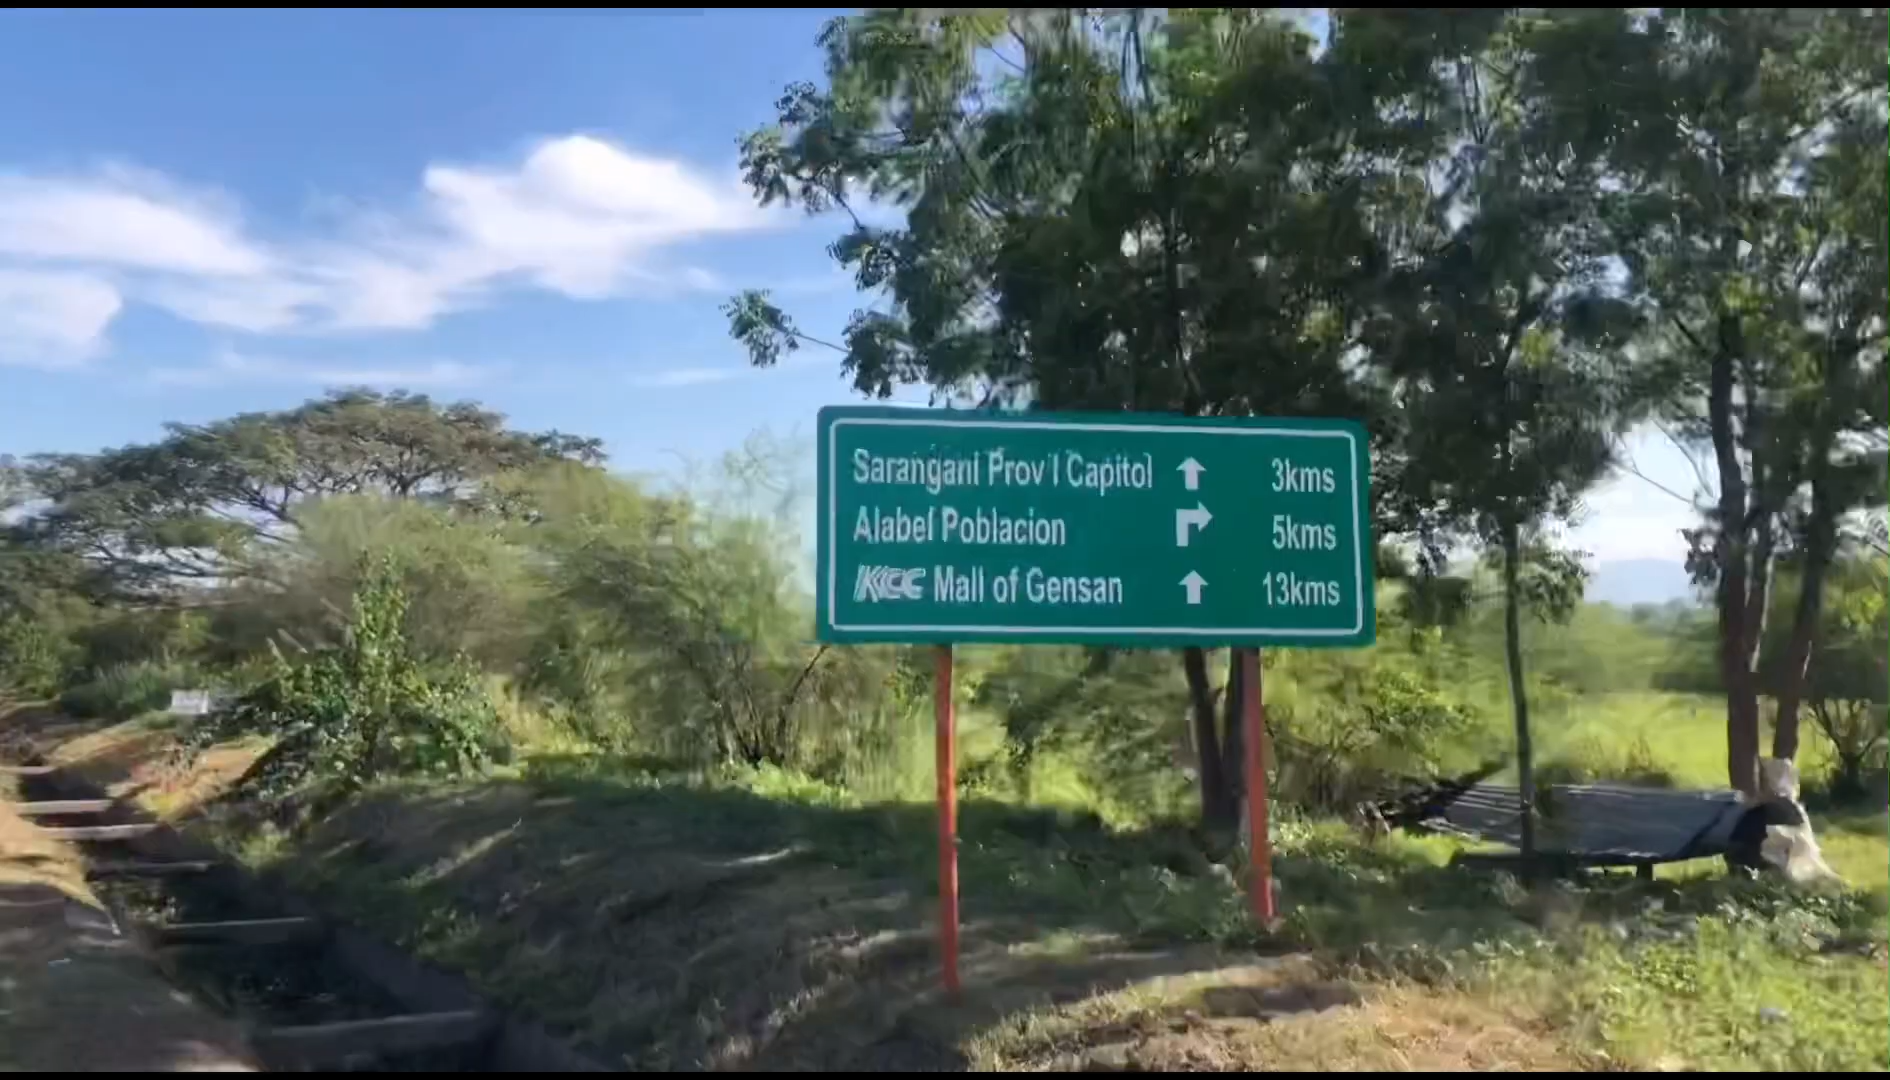 Sarangani Prov'l Capitol ⬆ 3kms
Alabel Poblacion ↱ 5kms
KCC Mall of Gensan ⬆ 13kms